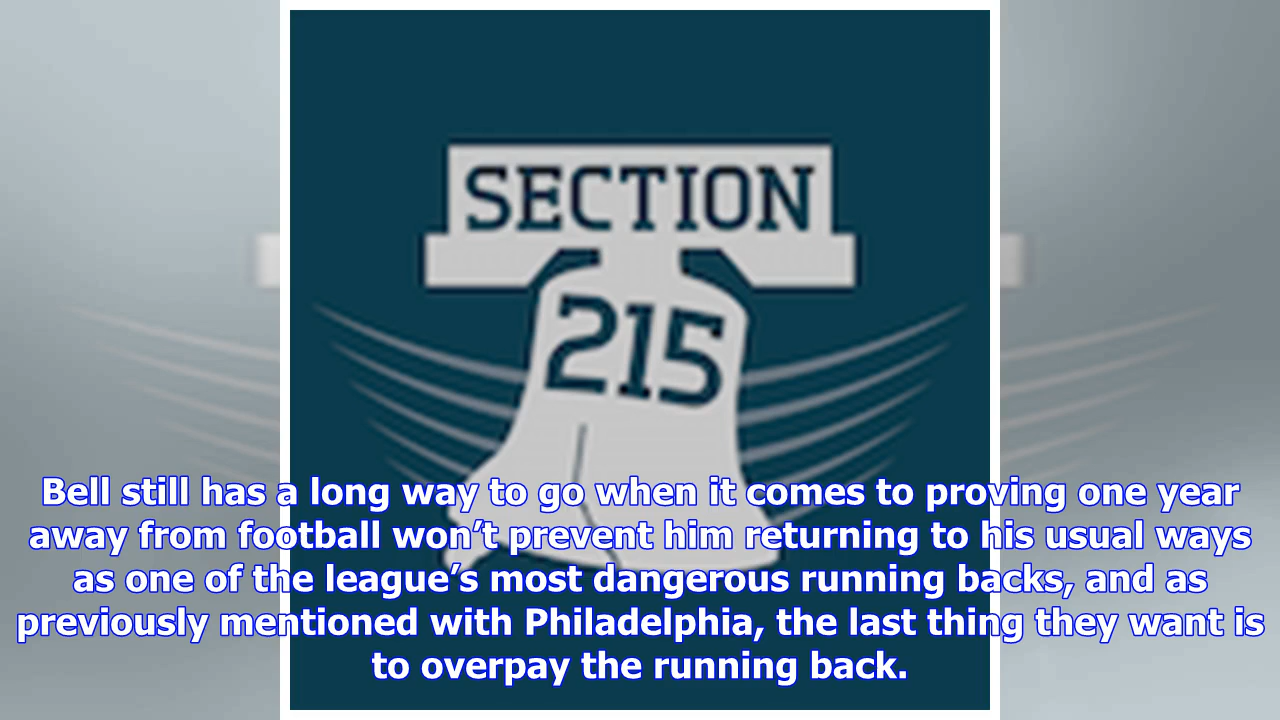 SECTION
215
Bell still has a long way to go when it comes to proving one year
away from football won’t prevent him returning to his usual ways
as one of the league’s most dangerous running backs, and as
previously mentioned with Philadelphia, the last thing they want is
to overpay the running back.